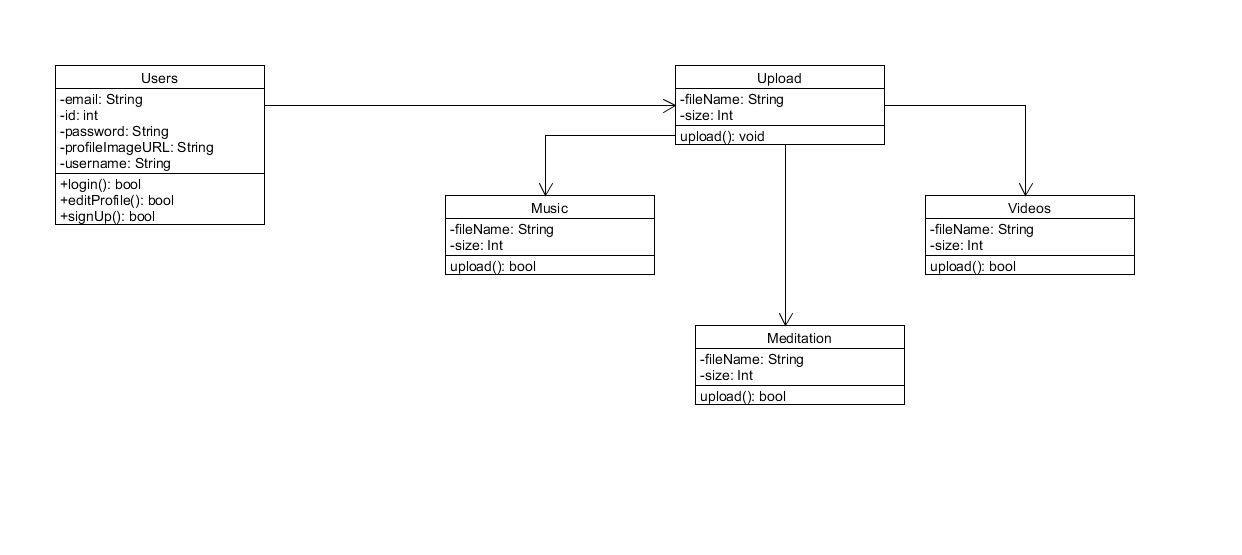 Users
-email: String
-id: int
-password: String
-profileImageURL: String
-username: String
+login(): bool
+editProfile(): bool
+signUp(): bool
Upload
-fileName: String
-size: Int
upload(): void
Music
-fileName: String
-size: Int
upload(): bool
Videos
-fileName: String
-size: Int
upload(): bool
Meditation
-fileName: String
-size: Int
upload(): bool